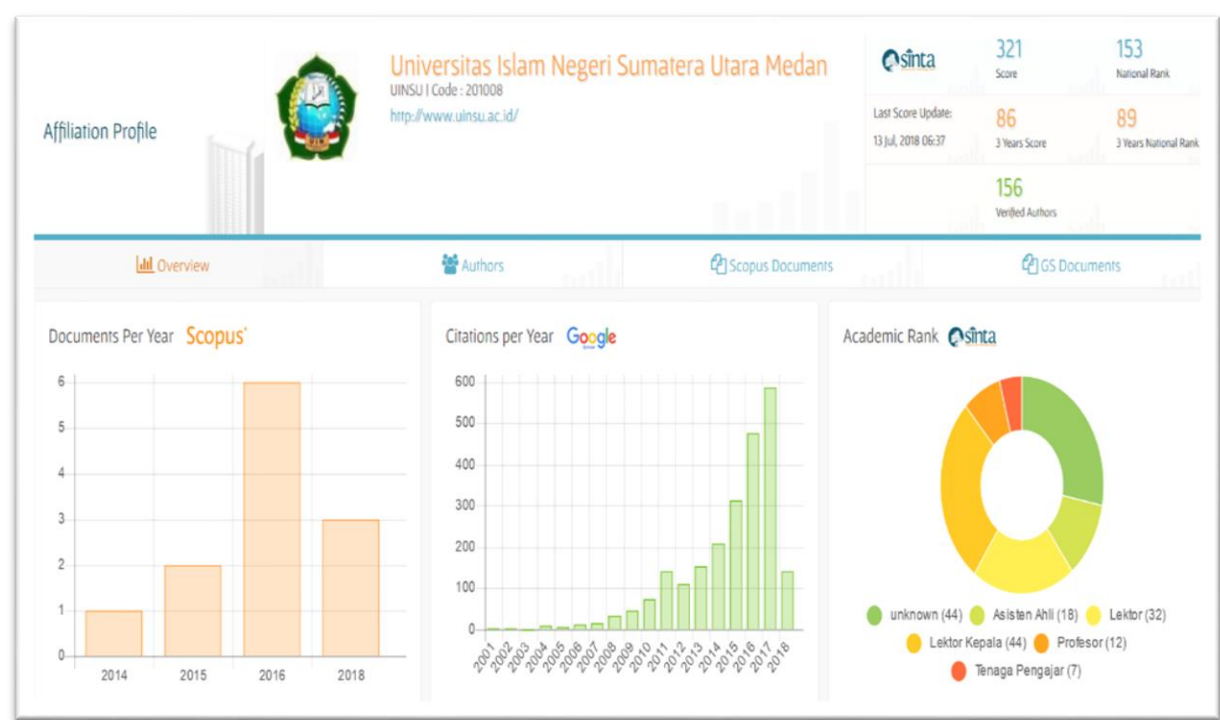 Affiliation Profile
Universitas Islam Negeri Sumatera Utara Medan
UINSU | Code : 201008
http://www.uinsu.ac.id/
sinta
321
Score
153
National Rank
Last Score Update:
13 Jul, 2018 06:37
86
3 Years Score
89
3 Years National Rank
156
Verified Authors
Overview
Authors
Scopus Documents
GS Documents
Documents Per Year Scopus
6
5
4
3
2
1
0
2014 2015 2016 2018
Citations per Year Google
600
500
400
300
200
100
0
2001 2002 2003 2004 2005 2006 2007 2008 2009 2010 2011 2012 2013 2014 2015 2016 2017 2018
Academic Rank sinta
unknown (44) Asisten Ahli (18) Lektor (32)
Lektor Kepala (44) Profesor (12)
Tenaga Pengajar (7)